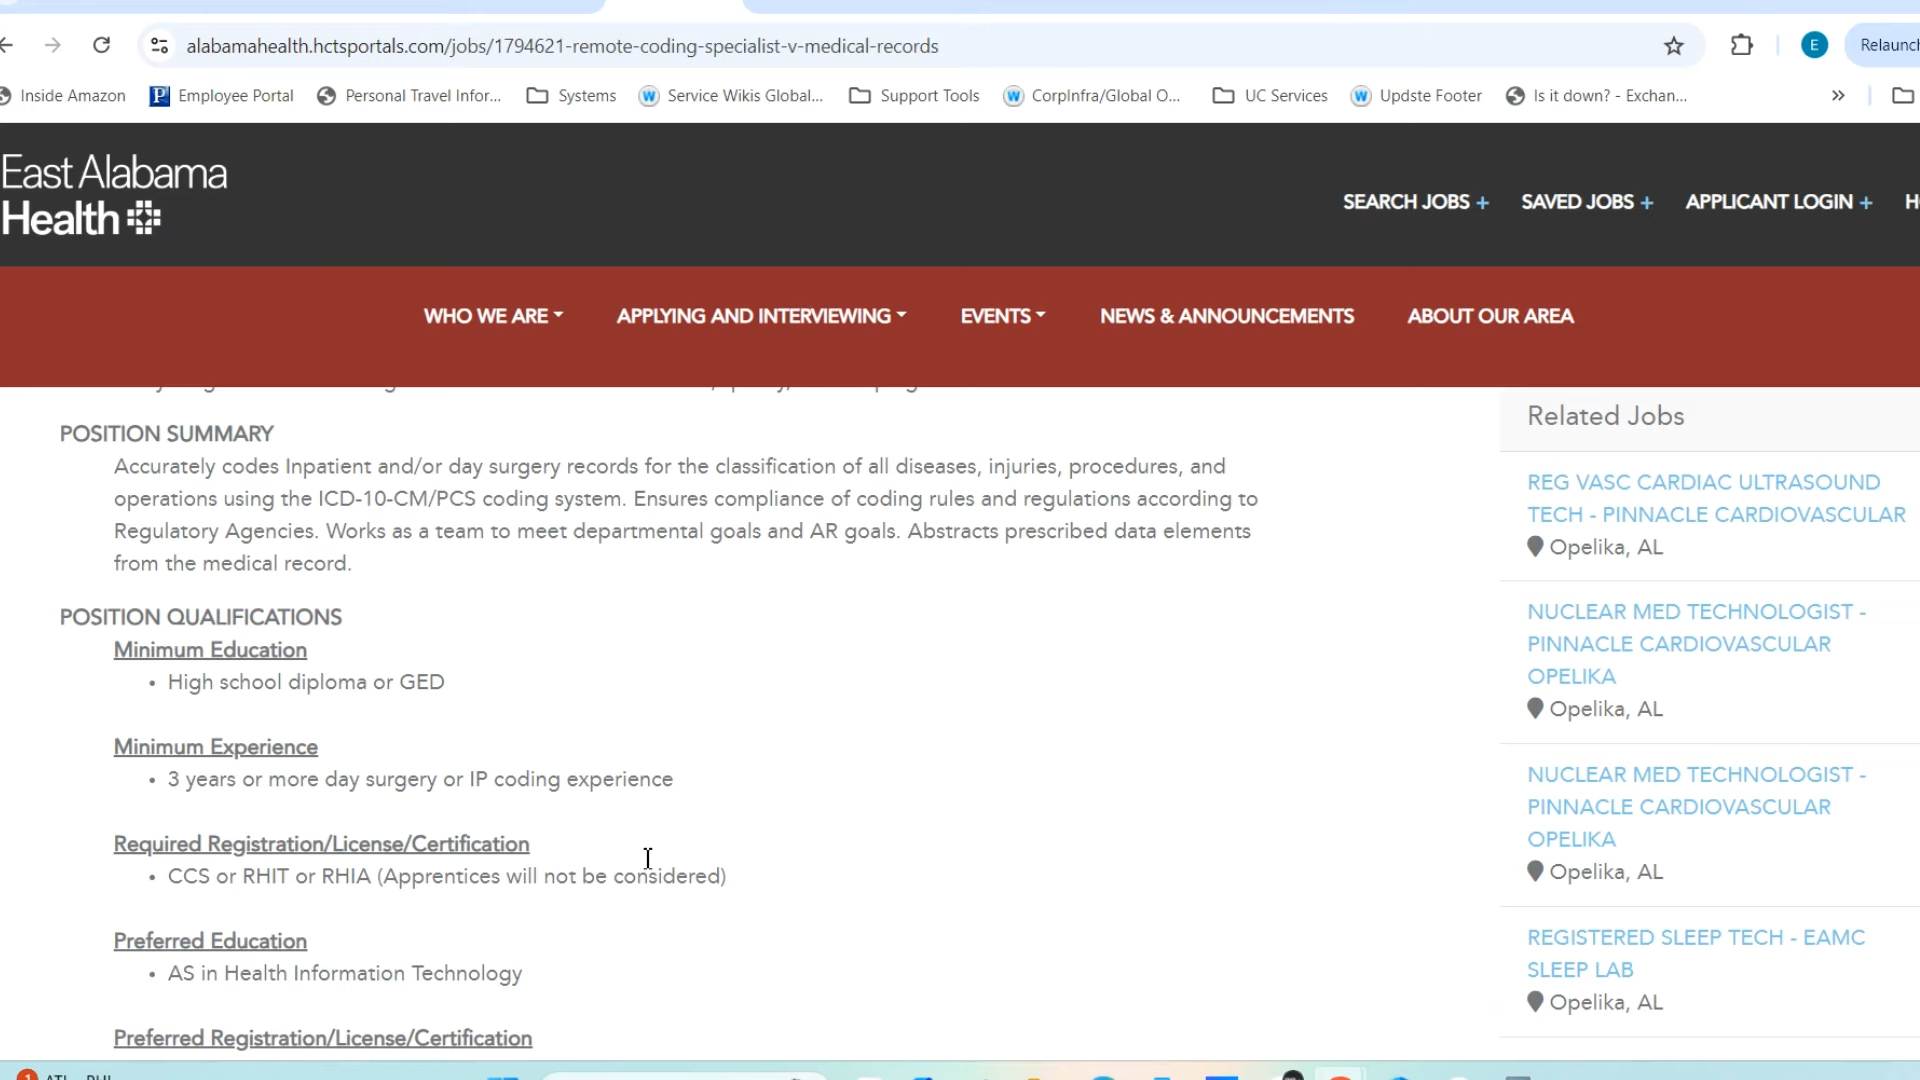 alabamahealth.hctsportals.com/jobs/1794621-remote-coding-specialist-v-medical-records
E
Relaunch
Inside Amazon
Employee Portal
Personal Travel Infor...
Systems
Service Wikis Global...
Support Tools
CorpInfra/Global O...
UC Services
Updste Footer
Is it down? - Exchan...
East Alabama
Health
SEARCH JOBS +
SAVED JOBS +
APPLICANT LOGIN +
WHO WE ARE
APPLYING AND INTERVIEWING
EVENTS
NEWS & ANNOUNCEMENTS
ABOUT OUR AREA
POSITION SUMMARY
Accurately codes Inpatient and/or day surgery records for the classification of all diseases, injuries, procedures, and
operations using the ICD-10-CM/PCS coding system. Ensures compliance of coding rules and regulations according to
Regulatory Agencies. Works as a team to meet departmental goals and AR goals. Abstracts prescribed data elements
from the medical record.
POSITION QUALIFICATIONS
Minimum Education
• High school diploma or GED
Minimum Experience
• 3 years or more day surgery or IP coding experience
Required Registration/License/Certification
• CCS or RHIT or RHIA (Apprentices will not be considered)
Preferred Education
• AS in Health Information Technology
Preferred Registration/License/Certification
Related Jobs
REG VASC CARDIAC ULTRASOUND
TECH - PINNACLE CARDIOVASCULAR
Opelika, AL
NUCLEAR MED TECHNOLOGIST -
PINNACLE CARDIOVASCULAR
OPELIKA
Opelika, AL
NUCLEAR MED TECHNOLOGIST -
PINNACLE CARDIOVASCULAR
OPELIKA
Opelika, AL
REGISTERED SLEEP TECH - EAMC
SLEEP LAB
Opelika, AL